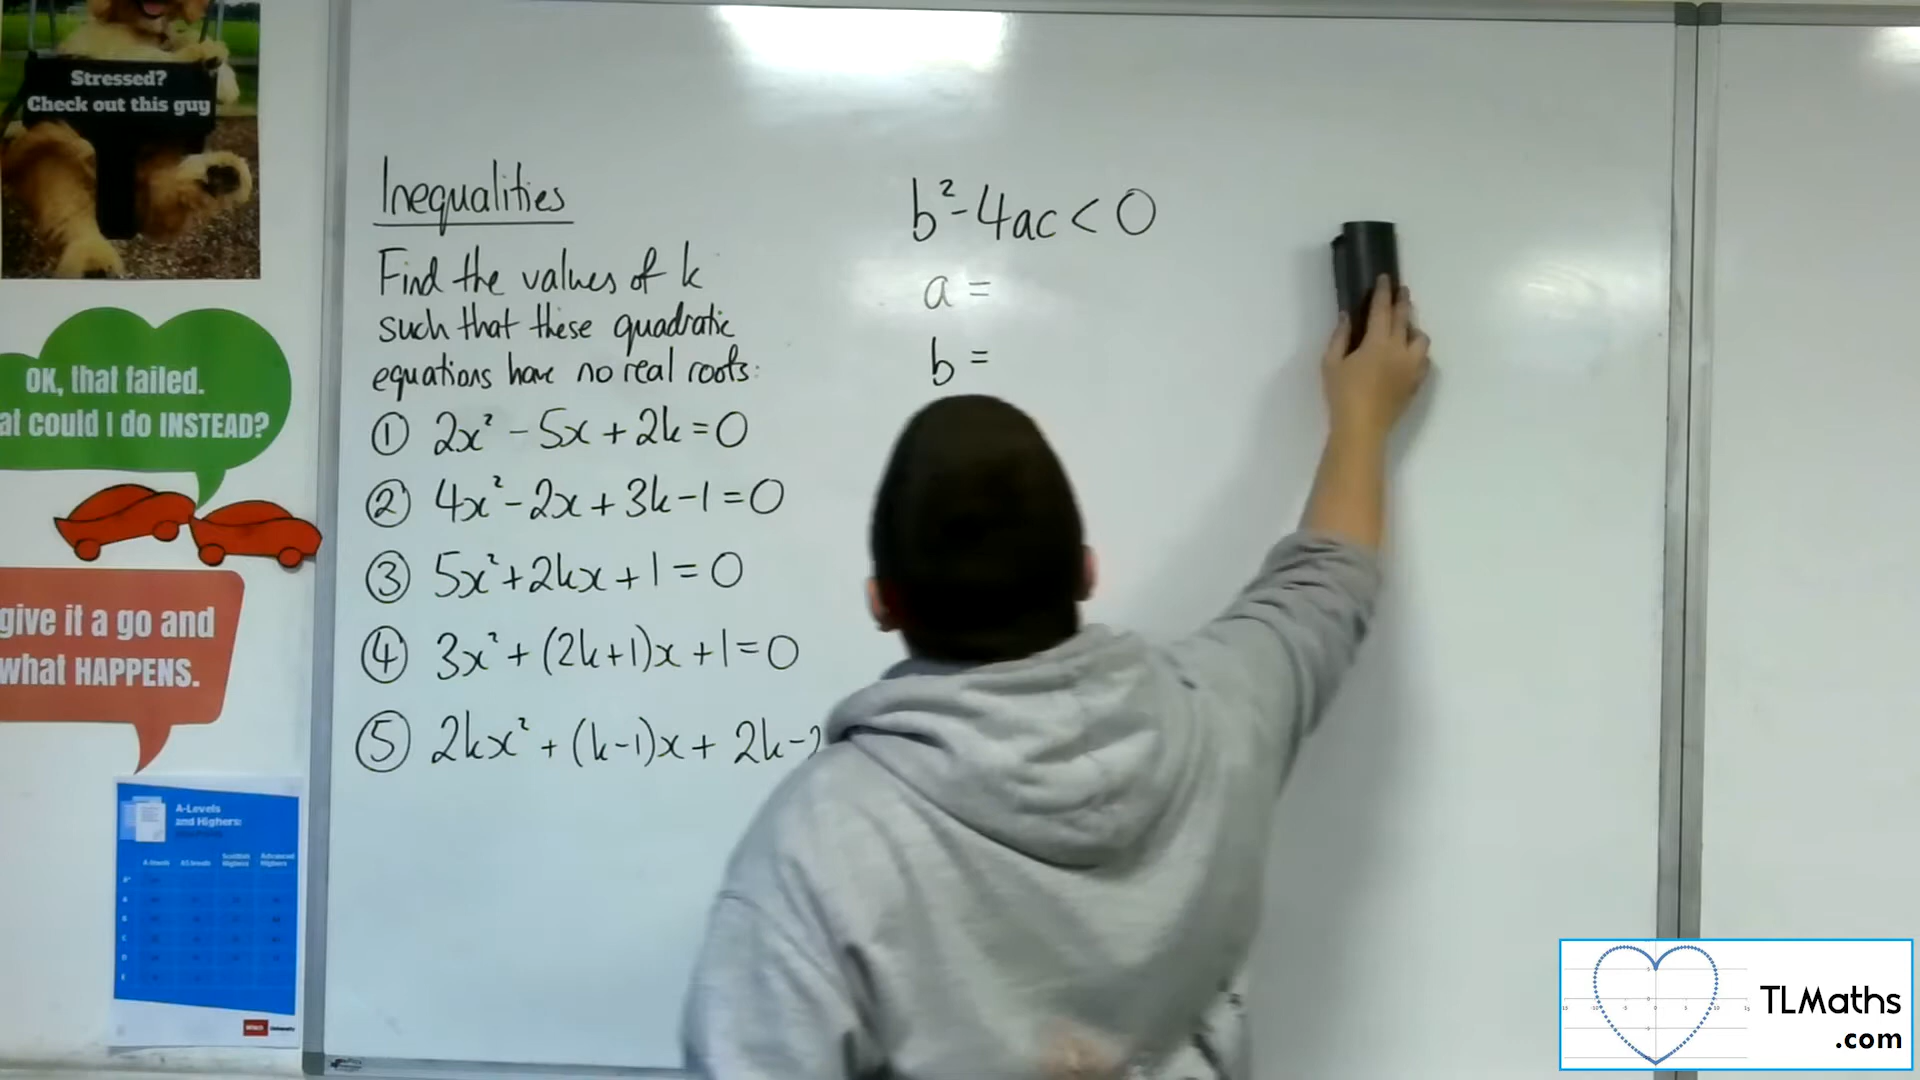 Stressed?
Check out this guy
OK, that failed.
at could I do INSTEAD?
give it a go and
what HAPPENS.
A-Levels
and Highers:
Inequalities
Find the values of k
such that these quadratic
equations have no real roots:
① 2x² - 5x + 2k = 0
② 4x² - 2x + 3k - 1 = 0
③ 5x² + 2kx + 1 = 0
④ 3x² + (2k+1)x + 1 = 0
⑤ 2kx² + (k-1)x + 2k - 2
b² - 4ac < 0
a =
b =
TLMaths
.com